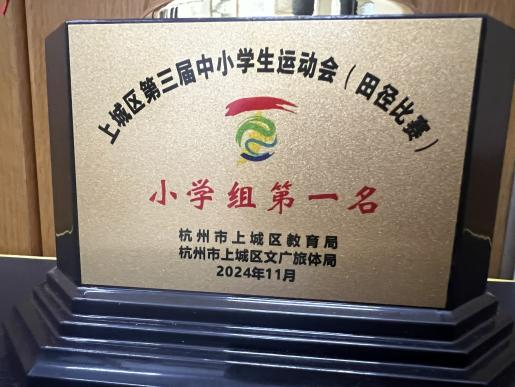 上城区第三届中小学生运动会（田径比赛）
小学组第一名
杭州市上城区教育局
杭州市上城区文广旅体局
2024年11月